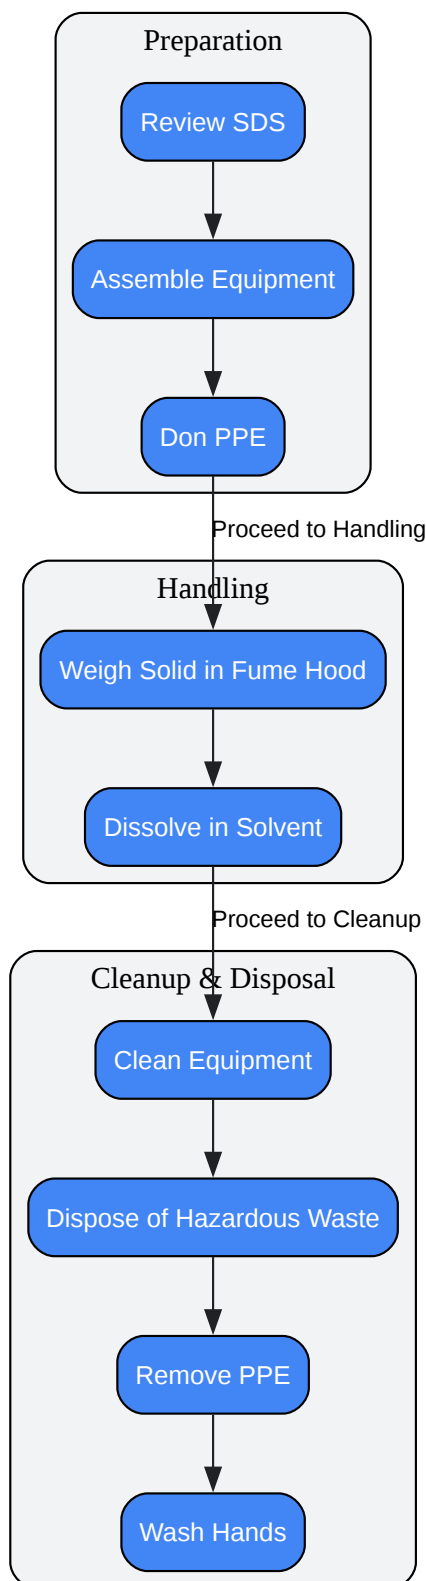 Preparation
Review SDS
Assemble Equipment
Don PPE
Proceed to Handling
Handling
Weigh Solid in Fume Hood
Dissolve in Solvent
Proceed to Cleanup
Cleanup & Disposal
Clean Equipment
Dispose of Hazardous Waste
Remove PPE
Wash Hands